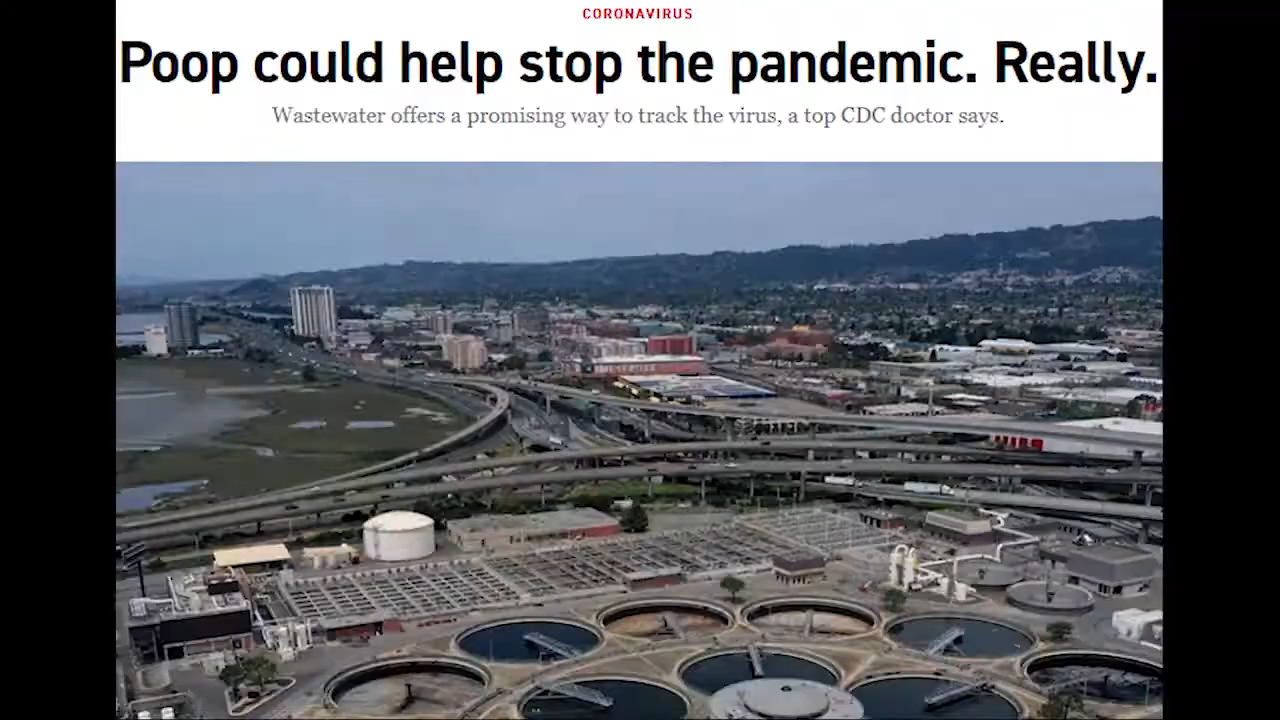 CORONAVIRUS
Poop could help stop the pandemic. Really.
Wastewater offers a promising way to track the virus, a top CDC doctor says.